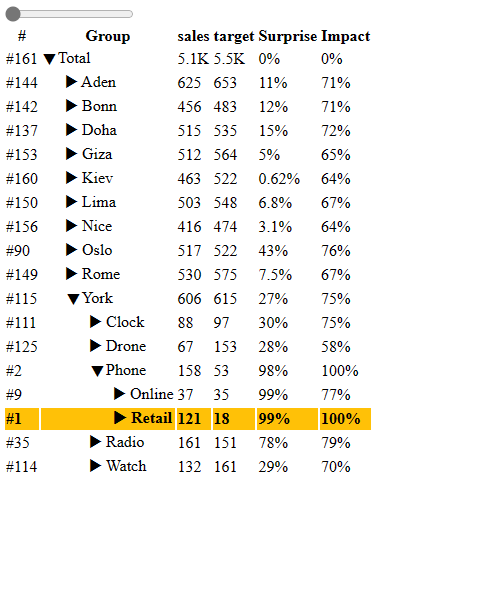 # Group sales target Surprise Impact
#161 ▼Total 5.1K 5.5K 0% 0%
#144 ▶ Aden 625 653 11% 71%
#142 ▶ Bonn 456 483 12% 71%
#137 ▶ Doha 515 535 15% 72%
#153 ▶ Giza 512 564 5% 65%
#160 ▶ Kiev 463 522 0.62% 64%
#150 ▶ Lima 503 548 6.8% 67%
#156 ▶ Nice 416 474 3.1% 64%
#90 ▶ Oslo 517 522 43% 76%
#149 ▶ Rome 530 575 7.5% 67%
#115 ▼York 606 615 27% 75%
#111 ▶ Clock 88 97 30% 75%
#125 ▶ Drone 67 153 28% 58%
#2 ▼Phone 158 53 98% 100%
#9 ▶ Online 37 35 99% 77%
#1 ▶ Retail 121 18 99% 100%
#35 ▶ Radio 161 151 78% 79%
#114 ▶ Watch 132 161 29% 70%